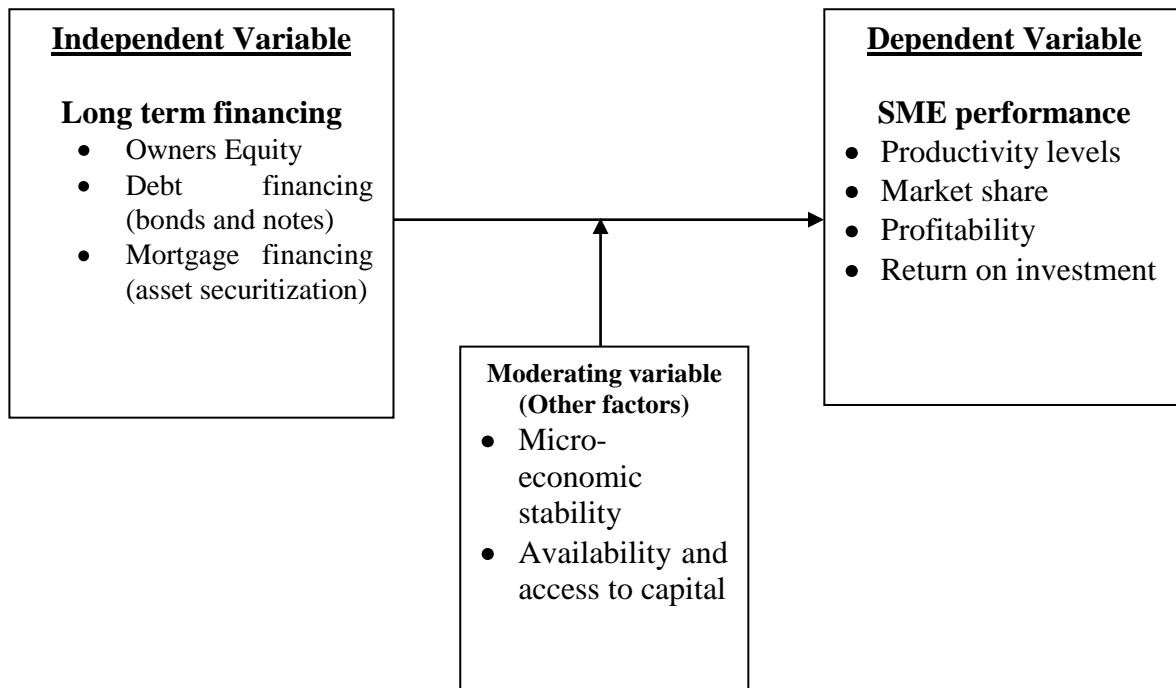 Independent Variable
Long term financing
• Owners Equity
• Debt financing
(bonds and notes)
• Mortgage financing
(asset securitization)
Dependent Variable
SME performance
• Productivity levels
• Market share
• Profitability
• Return on investment
Moderating variable
(Other factors)
• Micro-
economic
stability
• Availability and
access to capital